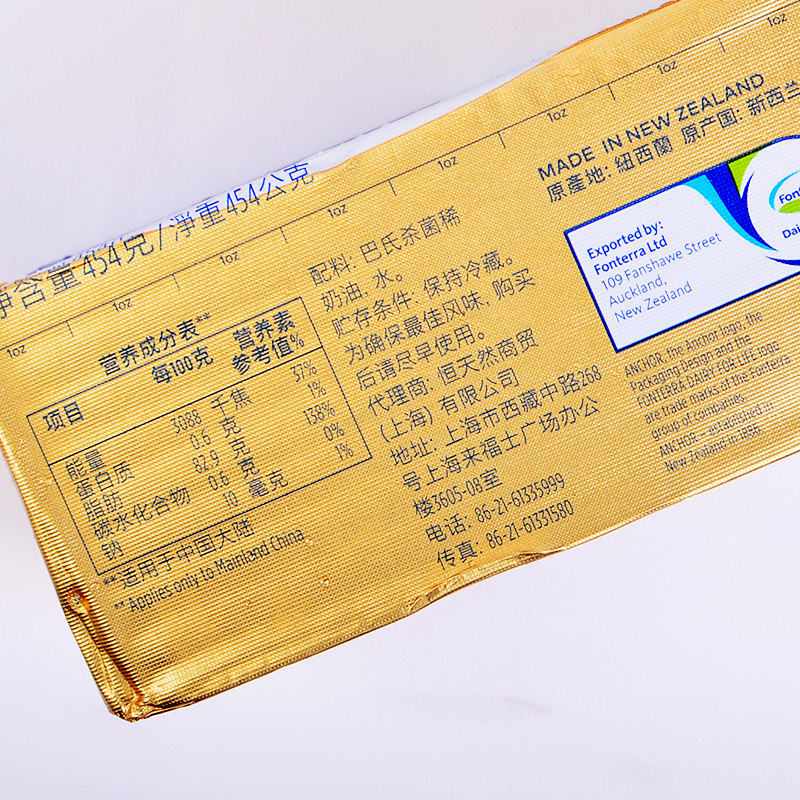 净含量 454克/淨重 454公克
1oz
1oz
1oz
1oz
1oz
1oz
1oz
1oz
营养成分表**
项目 每100克 营养素参考值%
能量 3088 千焦 37%
蛋白质 0.6 克 1%
脂肪 82.9 克 138%
碳水化合物 0.6 克 0%
钠 10 毫克 1%
**适用于中国大陆
**Applies only to Mainland China
配料: 巴氏杀菌稀
奶油, 水。
贮存条件: 保持冷藏。
为确保最佳风味, 购买
后请尽早使用。
代理商: 恒天然商贸
(上海) 有限公司
地址: 上海市西藏中路268
号上海来福士广场办公
楼3605-08室
电话: 86-21-61335999
传真: 86-21-61331580
MADE IN NEW ZEALAND
原產地: 紐西蘭 原产国: 新西兰
Exported by:
Fonterra Ltd
109 Fanshawe Street
Auckland,
New Zealand
ANCHOR, the Anchor logo, the
Packaging Design and the
FONTERRA DAIRY FOR LIFE logo
are trade marks of the Fonterra
group of companies.
ANCHOR - established in
New Zealand in 1886